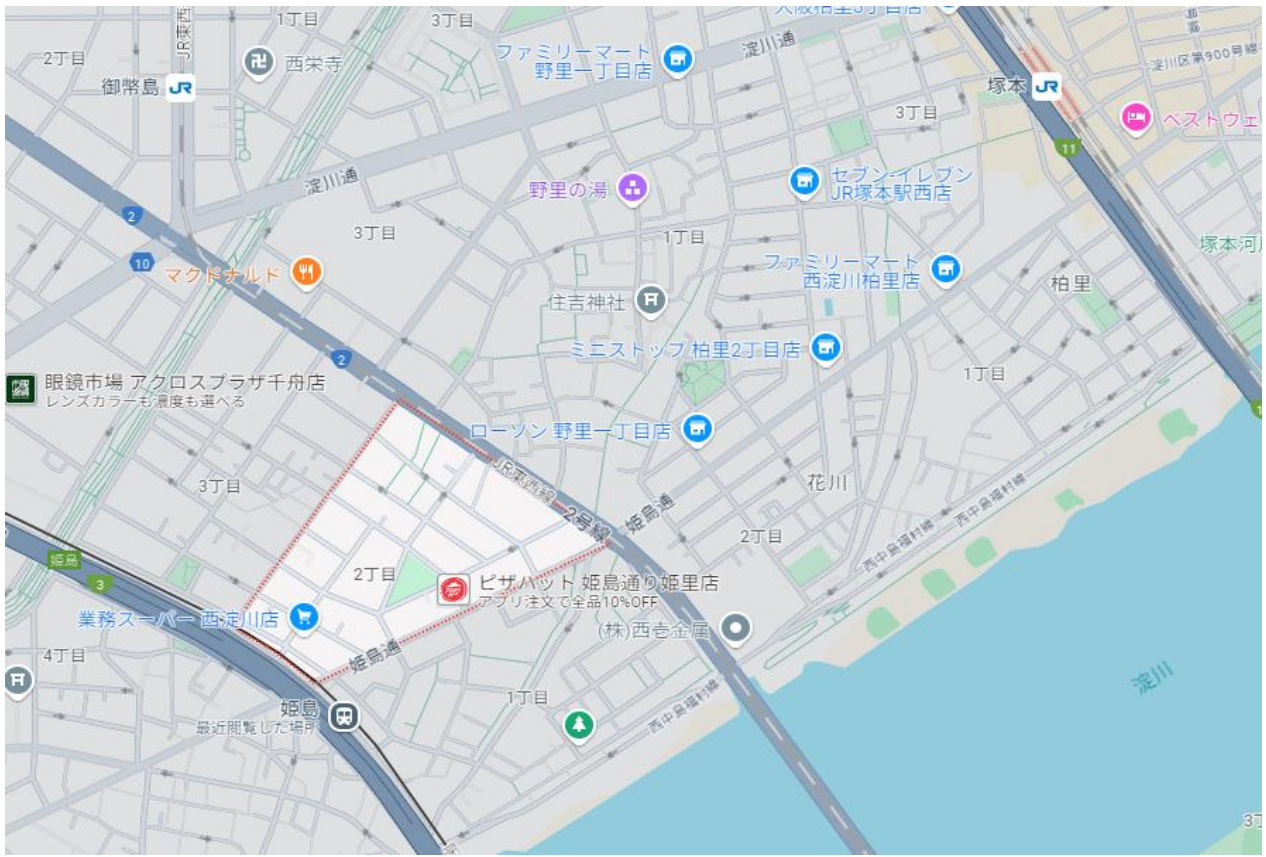 1丁目
3丁目
大阪柏里3丁目店
2丁目
JR東西
西栄寺
ファミリーマート
野里一丁目店
淀川通
淀川区第900号線
御幣島
JR
塚本
JR
3丁目
ベストウェ
11
淀川通
野里の湯
セブン-イレブン
JR塚本駅西店
2
3丁目
1丁目
塚本河
10
マクドナルド
ファミリーマート
西淀川柏里店
柏里
住吉神社
ミニストップ 柏里2丁目店
2
1丁目
眼鏡市場 アクロスプラザ千舟店
レンズカラーも濃度も選べる
ローソン 野里一丁目店
3丁目
JR東西線
2号線
姫島通
花川
西中島福村線
2丁目
西中島福村線
姫島
3
2丁目
ピザハット 姫島通り姫里店
アプリ注文で全品10%OFF
業務スーパー 西淀川店
(株)西壱金属
4丁目
姫島通
淀川
1丁目
西中島福村線
姫島
最近閲覧した場所